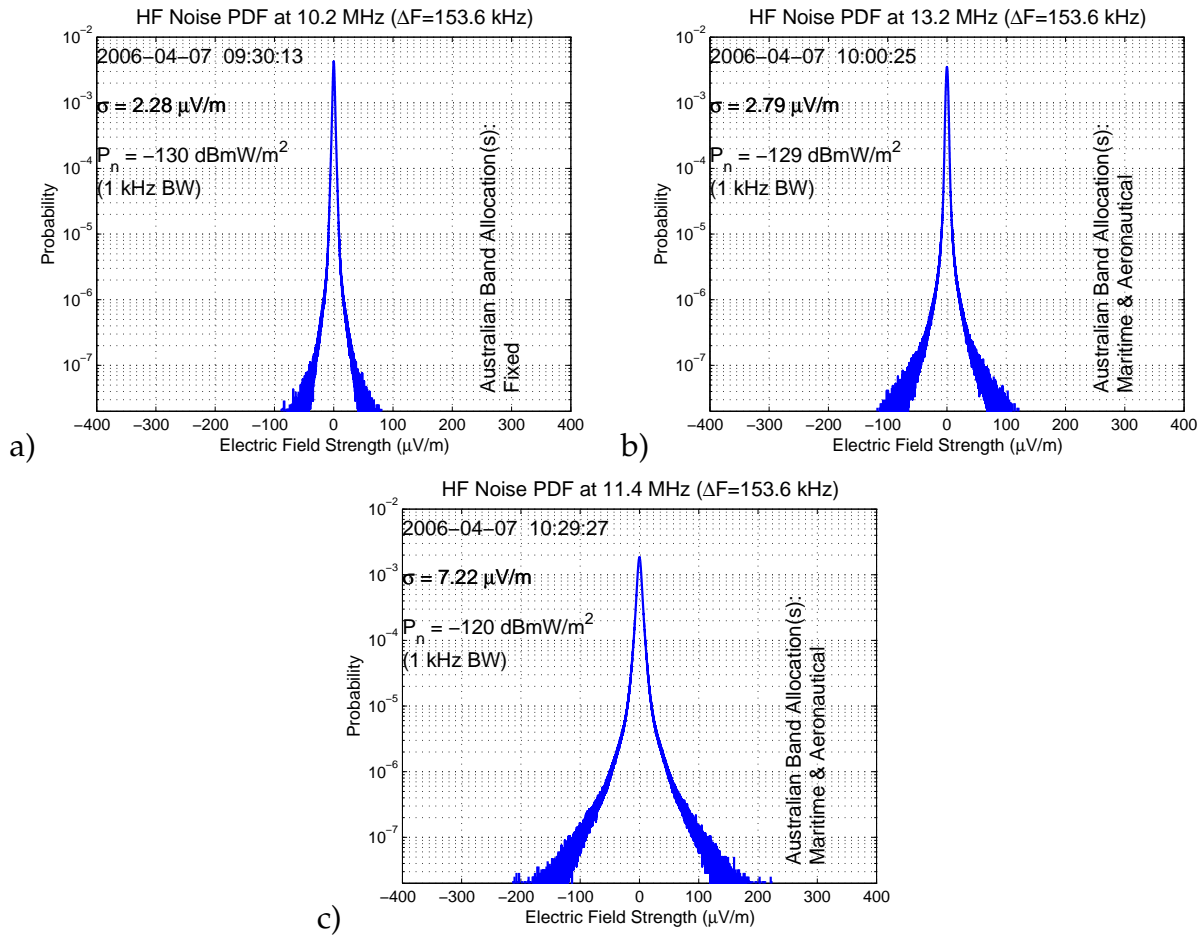 HF Noise PDF at 10.2 MHz (ΔF=153.6 kHz)
2006−04−07 09:30:13
σ = 2.28 μV/m
P_n = −130 dBmW/m^2
(1 kHz BW)
Australian Band Allocation(s):
Fixed
Probability
10^−2
10^−3
10^−4
10^−5
10^−6
10^−7
−400 −300 −200 −100 0 100 200 300 400
Electric Field Strength (μV/m)
a)
HF Noise PDF at 13.2 MHz (ΔF=153.6 kHz)
2006−04−07 10:00:25
σ = 2.79 μV/m
P_n = −129 dBmW/m^2
(1 kHz BW)
Australian Band Allocation(s):
Maritime & Aeronautical
Probability
10^−2
10^−3
10^−4
10^−5
10^−6
10^−7
−400 −300 −200 −100 0 100 200 300 400
Electric Field Strength (μV/m)
b)
HF Noise PDF at 11.4 MHz (ΔF=153.6 kHz)
2006−04−07 10:29:27
σ = 7.22 μV/m
P_n = −120 dBmW/m^2
(1 kHz BW)
Australian Band Allocation(s):
Maritime & Aeronautical
Probability
10^−2
10^−3
10^−4
10^−5
10^−6
10^−7
−400 −300 −200 −100 0 100 200 300 400
Electric Field Strength (μV/m)
c)